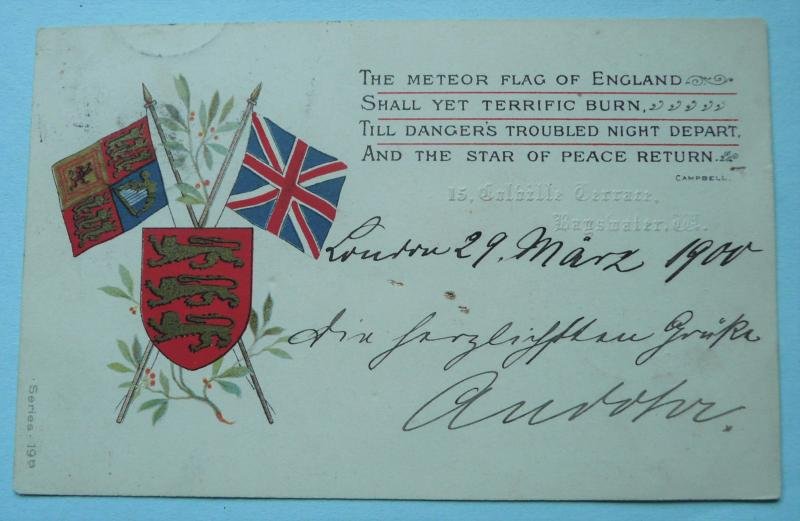 THE METEOR FLAG OF ENGLAND
SHALL YET TERRIFIC BURN,
TILL DANGER'S TROUBLED NIGHT DEPART,
AND THE STAR OF PEACE RETURN.
CAMPBELL.
15, Colville Terrace,
Bayswater, W.
London 29. März 1900
die herzlichsten Grüße
Series. 190